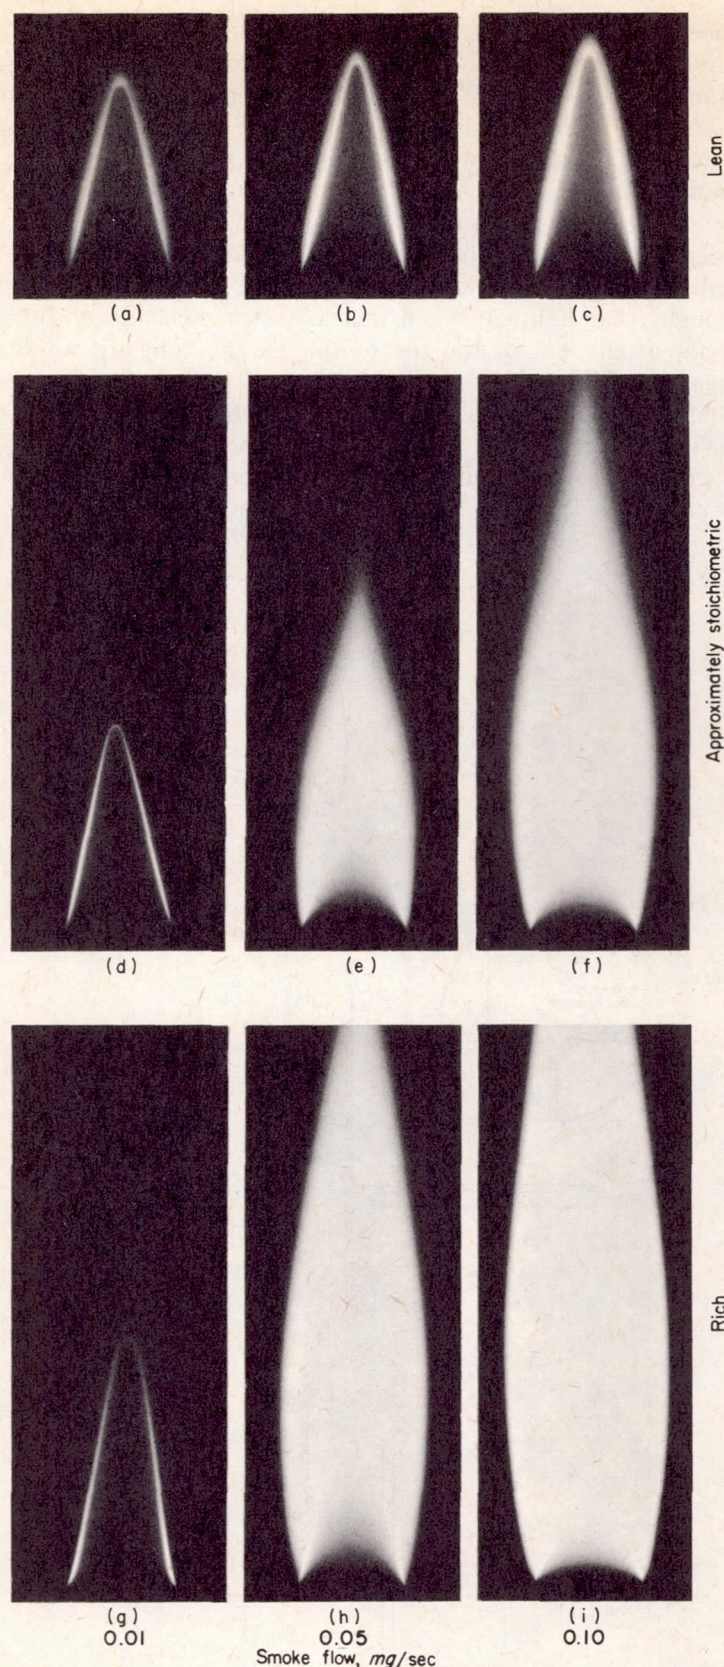 Lean
(a) (b) (c)
Approximately stoichiometric
(d) (e) (f)
Rich
(g) (h) (i)
0.01 0.05 0.10
Smoke flow, mg/sec